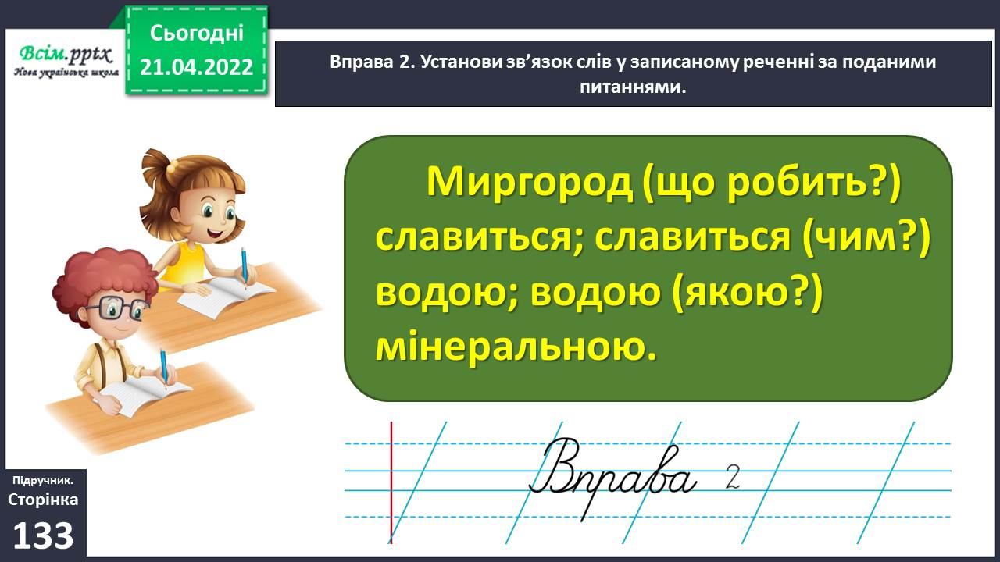 Всім.pptx
Нова українська школа
Сьогодні
21.04.2022
Вправа 2. Установи зв’язок слів у записаному реченні за поданими
питаннями.
Миргород (що робить?)
славиться; славиться (чим?)
водою; водою (якою?)
мінеральною.
Вправа 2
Підручник.
Сторінка
133